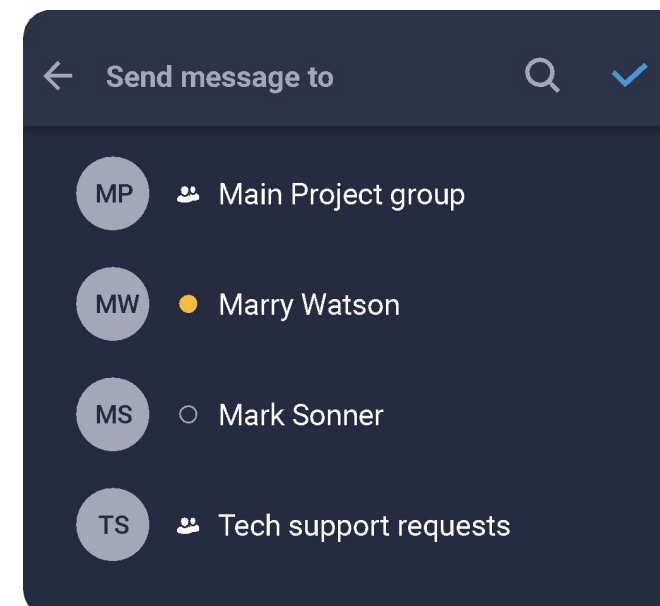 Send message to
MP Main Project group
MW Marry Watson
MS Mark Sonner
TS Tech support requests